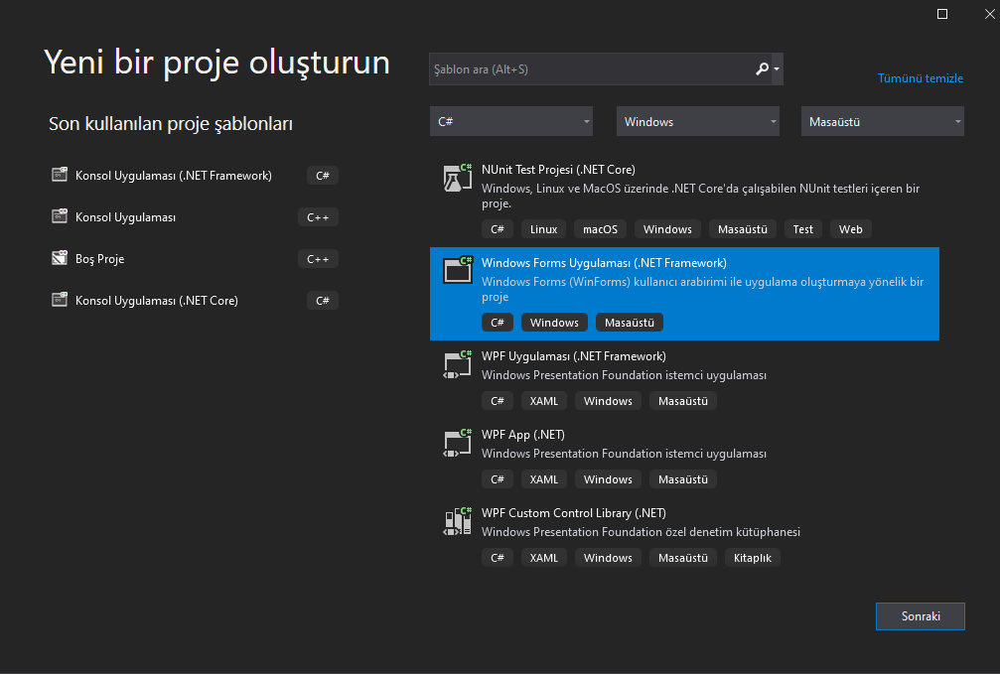 Yeni bir proje oluşturun
Şablon ara (Alt+S)
Tümünü temizle
C#
Windows
Masaüstü
Son kullanılan proje şablonları
Konsol Uygulaması (.NET Framework)
C#
Konsol Uygulaması
C++
Boş Proje
C++
Konsol Uygulaması (.NET Core)
C#
NUnit Test Projesi (.NET Core)
Windows, Linux ve MacOS üzerinde .NET Core'da çalışabilen NUnit testleri içeren bir
proje.
C# Linux macOS Windows Masaüstü Test Web
Windows Forms Uygulaması (.NET Framework)
Windows Forms (WinForms) kullanıcı arabirimi ile uygulama oluşturmaya yönelik bir
proje
C# Windows Masaüstü
WPF Uygulaması (.NET Framework)
Windows Presentation Foundation istemci uygulaması
C# XAML Windows Masaüstü
WPF App (.NET)
Windows Presentation Foundation istemci uygulaması
C# XAML Windows Masaüstü
WPF Custom Control Library (.NET)
Windows Presentation Foundation özel denetim kütüphanesi
C# XAML Windows Masaüstü Kitaplık
Sonraki